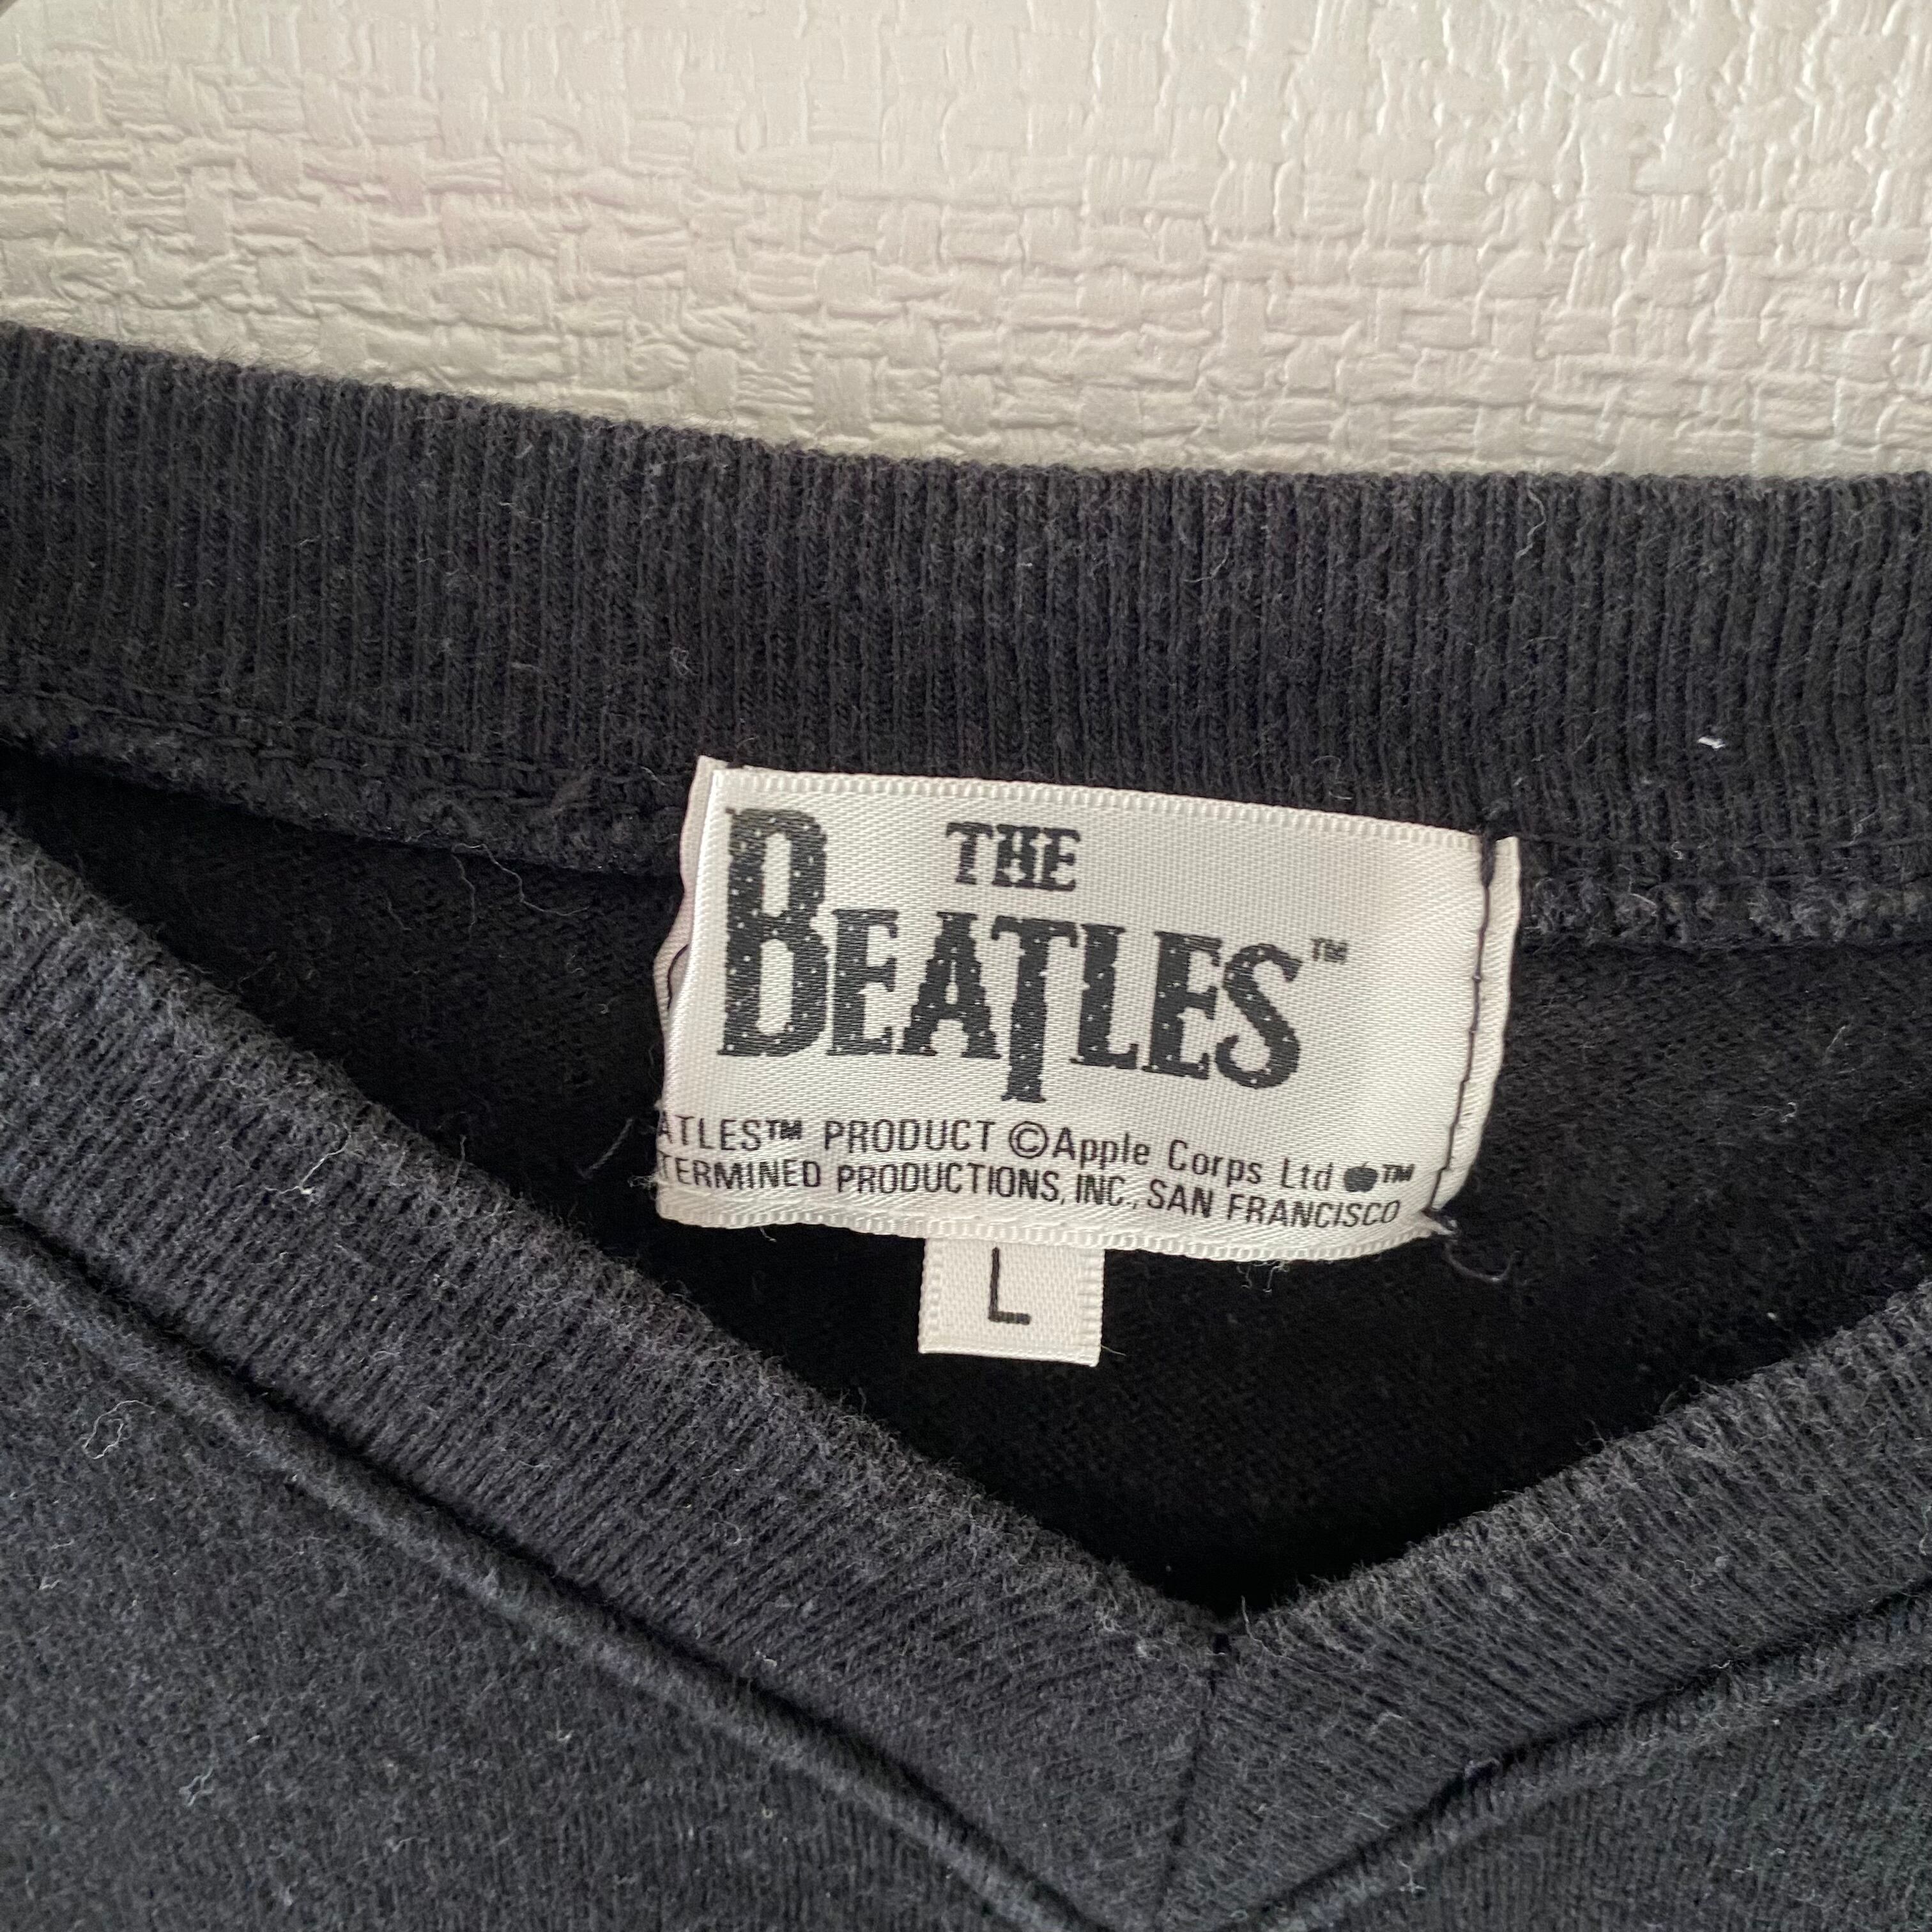 THE
BEATLES™
ATLES™ PRODUCT ©Apple Corps Ltd ™
TERMINED PRODUCTIONS, INC., SAN FRANCISCO
L